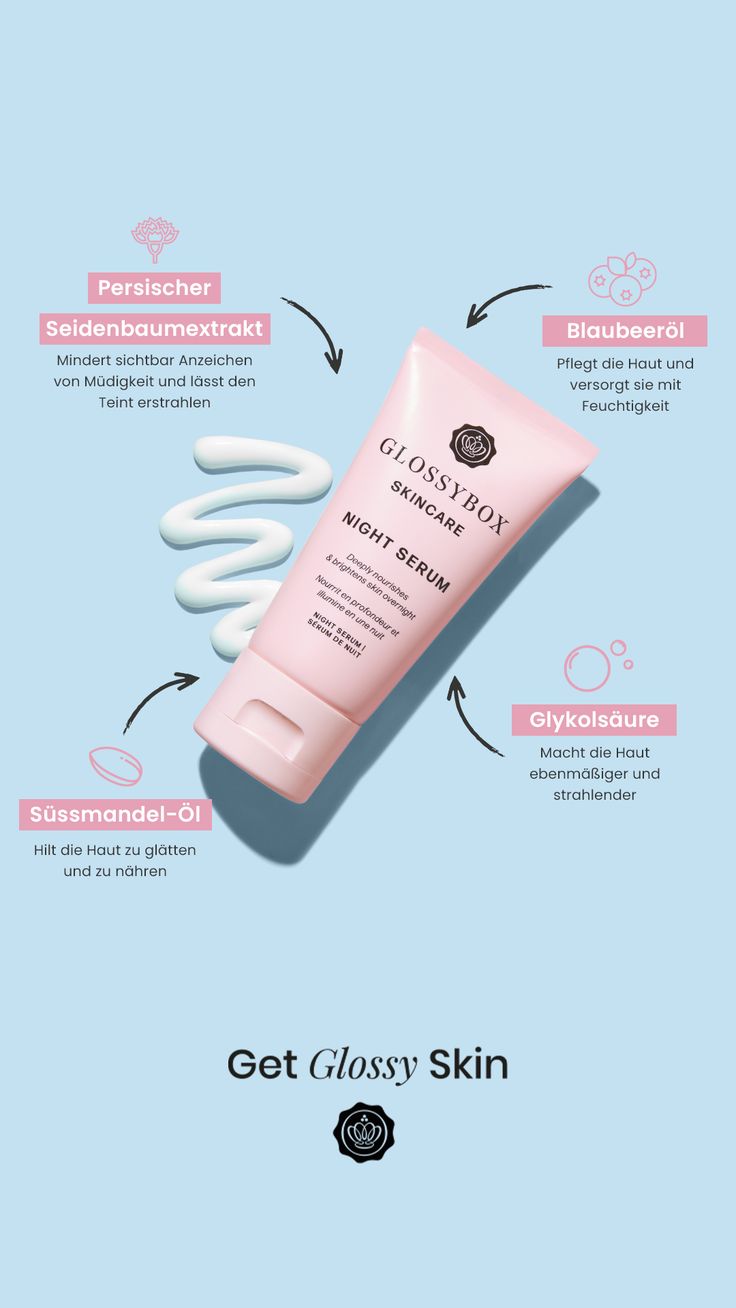 Persischer
Seidenbaumextrakt
Mindert sichtbar Anzeichen
von Müdigkeit und lässt den
Teint erstrahlen
Blaubeeröl
Pflegt die Haut und
versorgt sie mit
Feuchtigkeit
GLOSSYBOX
SKINCARE
NIGHT SERUM
Deeply nourishes
& brightens skin overnight
Nourrit en profondeur et
illumine en une nuit
NIGHT SERUM |
SÉRUM DE NUIT
Glykolsäure
Macht die Haut
ebenmäßiger und
strahlender
Süssmandel-Öl
Hilt die Haut zu glätten
und zu nähren
Get Glossy Skin